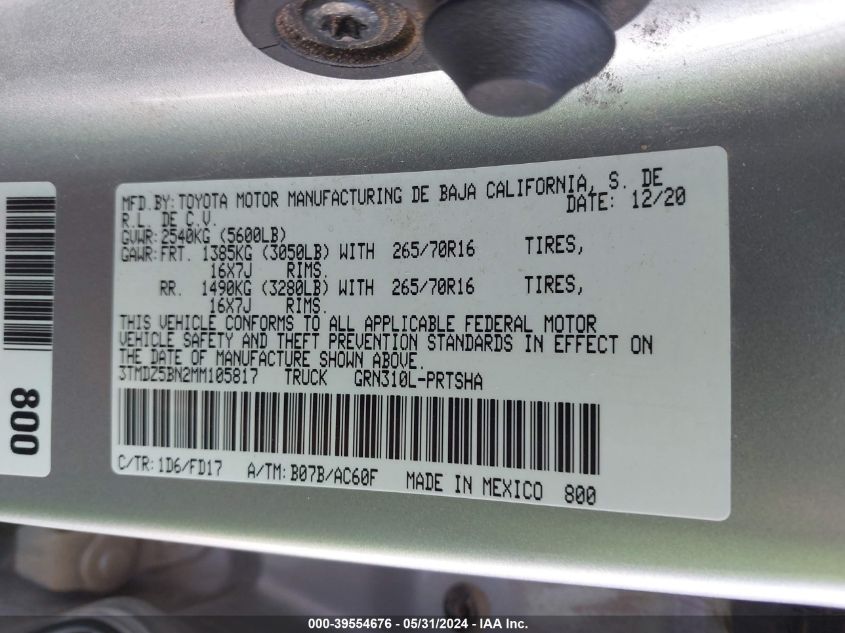 MFD. BY: TOYOTA MOTOR MANUFACTURING DE BAJA CALIFORNIA, S. DE
R.L. DE C.V. DATE: 12/20
GVWR: 2540KG (5600LB)
GAWR: FRT. 1385KG (3050LB) WITH 265/70R16 TIRES,
16X7J RIMS.
RR. 1490KG (3280LB) WITH 265/70R16 TIRES,
16X7J RIMS.
THIS VEHICLE CONFORMS TO ALL APPLICABLE FEDERAL MOTOR
VEHICLE SAFETY AND THEFT PREVENTION STANDARDS IN EFFECT ON
THE DATE OF MANUFACTURE SHOWN ABOVE.
3TMDZ5BN2MM105817 TRUCK GRN310L-PRTSHA
C/TR: 1D6/FD17 A/TM: B07B/AC60F MADE IN MEXICO 800
800
000-39554676 - 05/31/2024 - IAA Inc.